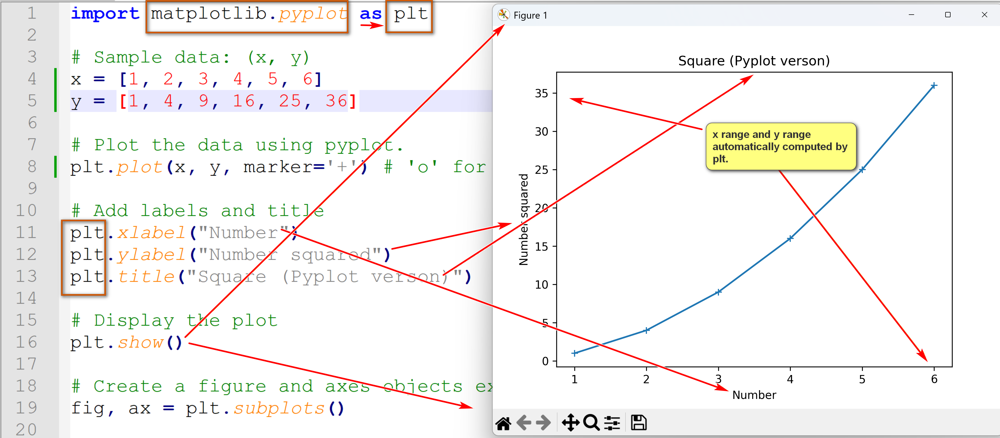 1 import matplotlib.pyplot as plt
2
3 # Sample data: (x, y)
4 x = [1, 2, 3, 4, 5, 6]
5 y = [1, 4, 9, 16, 25, 36]
6
7 # Plot the data using pyplot.
8 plt.plot(x, y, marker='+') # 'o' for
9
10 # Add labels and title
11 plt.xlabel("Number")
12 plt.ylabel("Number squared")
13 plt.title("Square (Pyplot verson)")
14
15 # Display the plot
16 plt.show()
17
18 # Create a figure and axes objects ex
19 fig, ax = plt.subplots()
20
Figure 1
Square (Pyplot verson)
Number squared
35
30
25
20
15
10
5
0
x range and y range
automatically computed by
plt.
1 2 3 4 5 6
Number